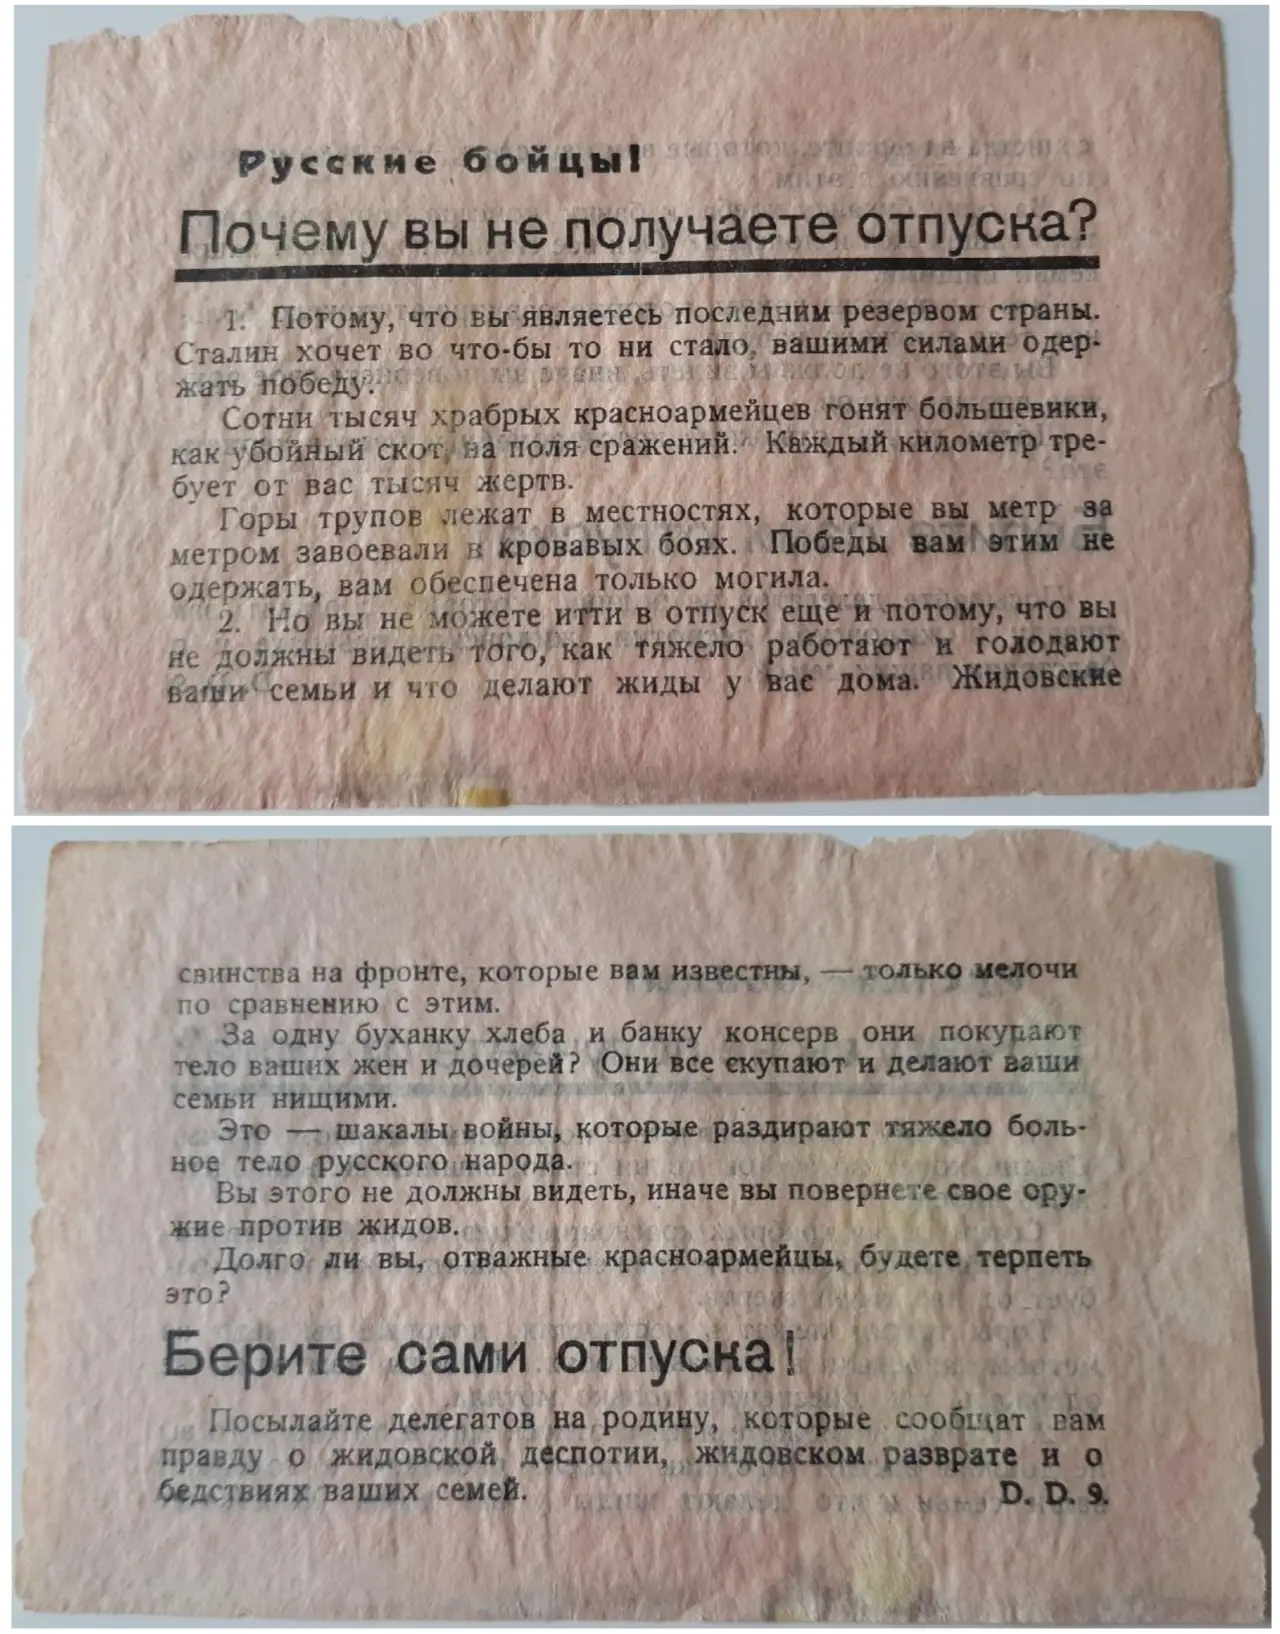 Русские бойцы!
Почему вы не получаете отпуска?
1. Потому, что вы являетесь последним резервом страны.
Сталин хочет во что-бы то ни стало, вашими силами одер-
жать победу.
Сотни тысяч храбрых красноармейцев гонят большевики,
как убойный скот, на поля сражений. Каждый километр тре-
бует от вас тысяч жертв.
Горы трупов лежат в местностях, которые вы метр за
метром завоевали в кровавых боях. Победы вам этим не
одержать, вам обеспечена только могила.
2. Но вы не можете итти в отпуск еще и потому, что вы
не должны видеть того, как тяжело работают и голодают
ваши семьи и что делают жиды у вас дома. Жидовские
свинства на фронте, которые вам известны, — только мелочи
по сравнению с этим.
За одну буханку хлеба и банку консерв они покупают
тело ваших жен и дочерей? Они все скупают и делают ваши
семьи нищими.
Это — шакалы войны, которые раздирают тяжело боль-
ное тело русского народа.
Вы этого не должны видеть, иначе вы повернете свое ору-
жие против жидов.
Долго ли вы, отважные красноармейцы, будете терпеть
это?
Берите сами отпуска!
Посылайте делегатов на родину, которые сообщат вам
правду о жидовской деспотии, жидовском разврате и о
бедствиях ваших семей. D. D. 9.